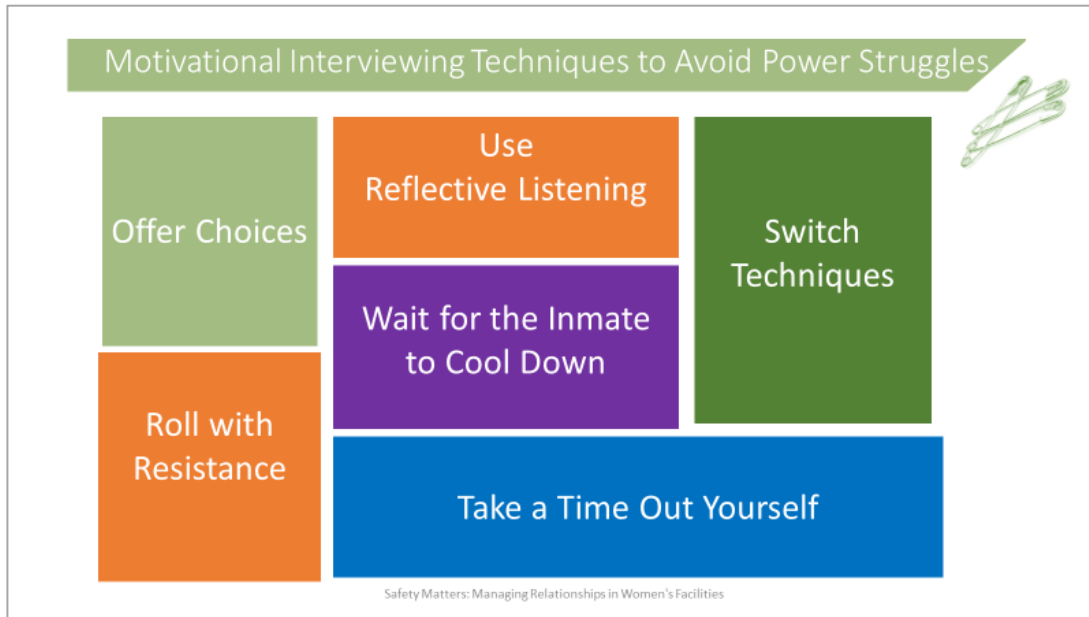 Motivational Interviewing Techniques to Avoid Power Struggles
Offer Choices
Use
Reflective Listening
Switch
Techniques
Wait for the Inmate
to Cool Down
Roll with
Resistance
Take a Time Out Yourself
Safety Matters: Managing Relationships in Women's Facilities